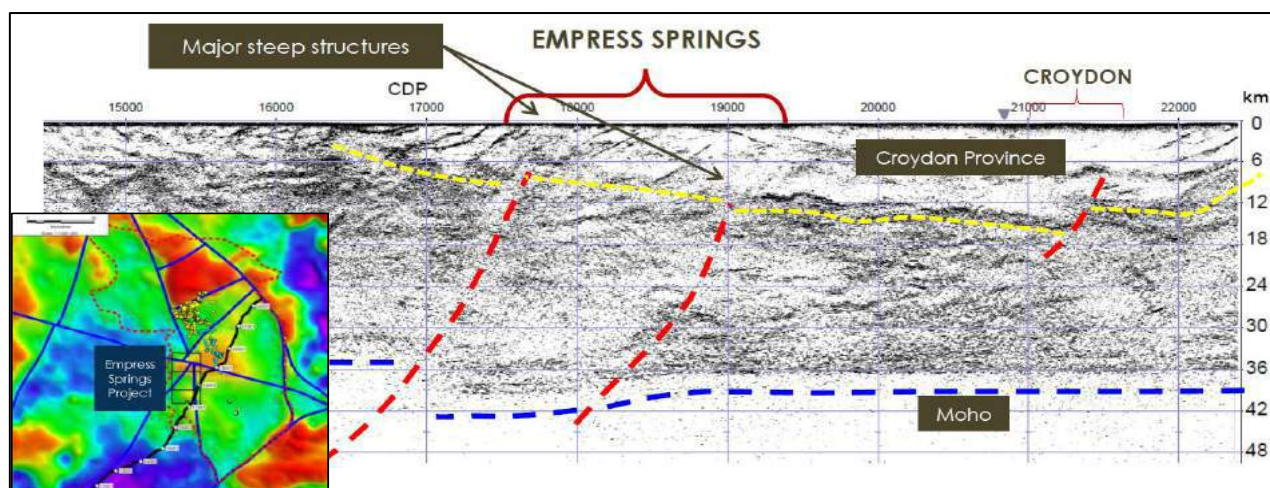 Major steep structures
EMPRESS SPRINGS
CROYDON
CDP
15000
16000
17000
18000
19000
20000
21000
22000
km
0
6
12
18
24
30
36
42
48
Croydon Province
Moho
Empress
Springs
Project